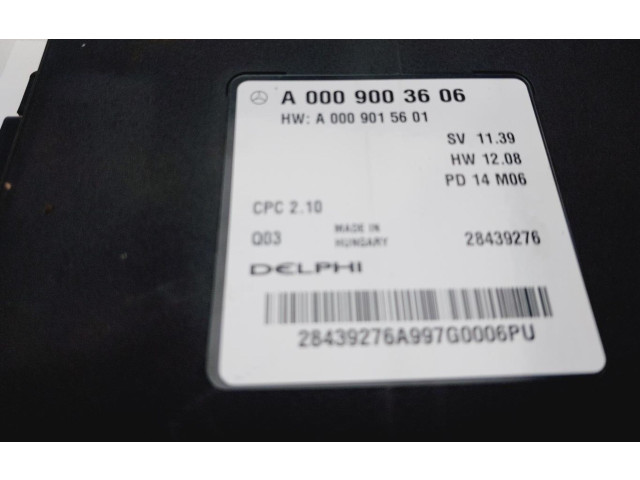 A 000 900 36 06
HW: A 000 901 56 01
SV 11.39
HW 12.08
PD 14 M06
CPC 2.10
Q03 MADE IN HUNGARY 28439276
DELPHI
28439276A997G0006PU